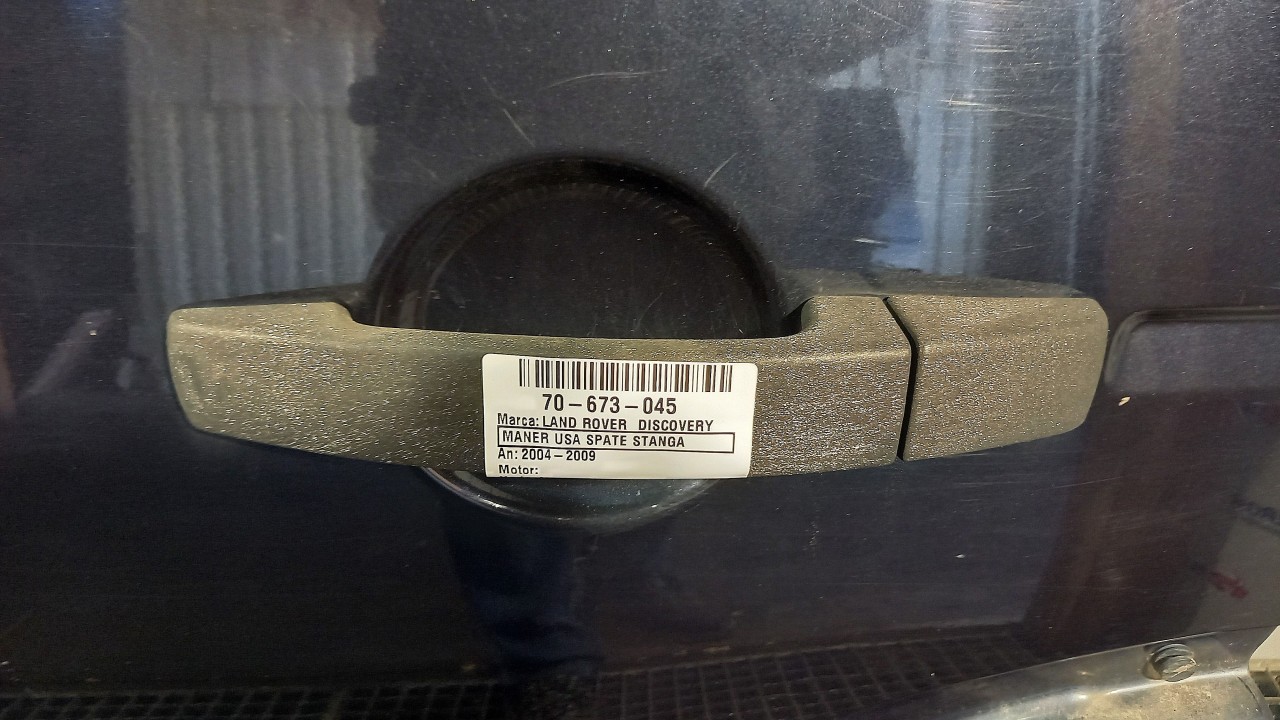 70-673-045
Marca: LAND ROVER DISCOVERY
MANER USA SPATE STANGA
An: 2004-2009
Motor: